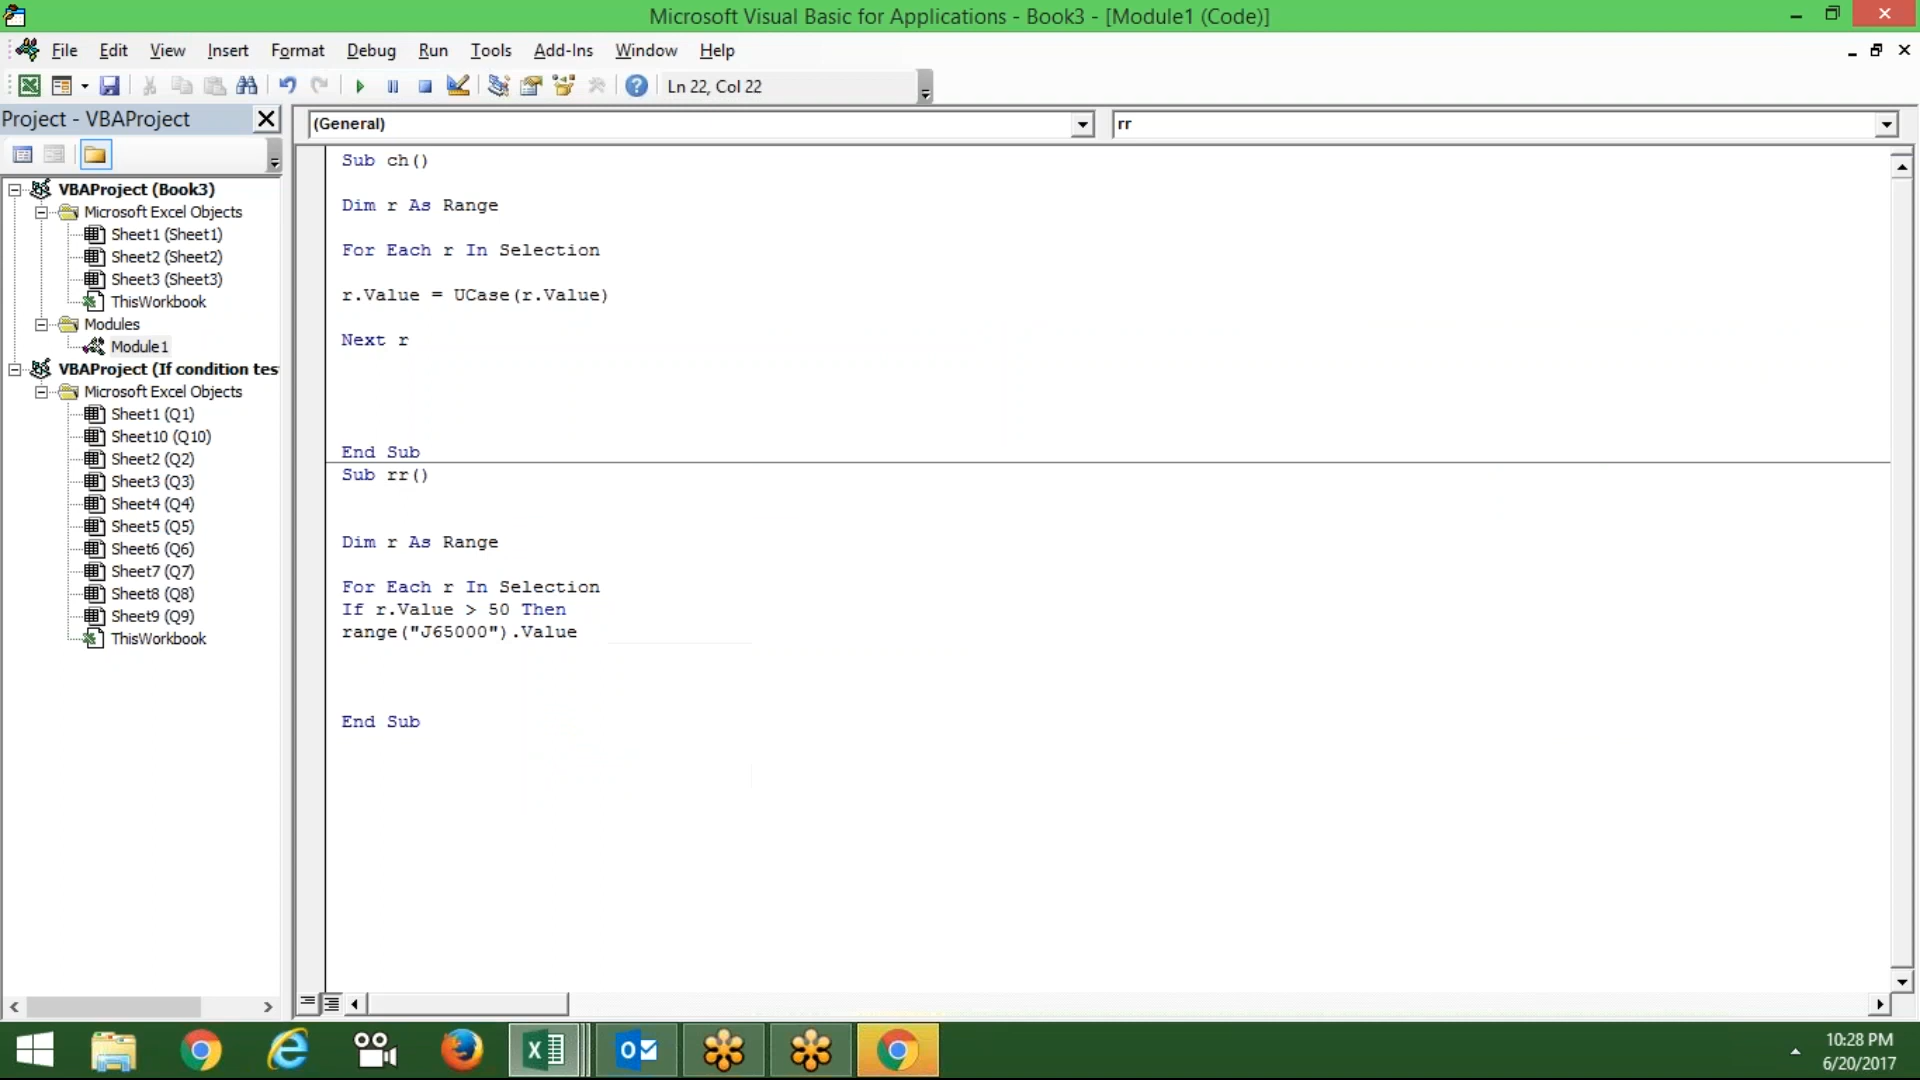 Microsoft Visual Basic for Applications - Book3 - [Module1 (Code)]
File Edit View Insert Format Debug Run Tools Add-Ins Window Help
Ln 22, Col 22
Project - VBAProject
(General)
rr
VBAProject (Book3)
Microsoft Excel Objects
Sheet1 (Sheet1)
Sheet2 (Sheet2)
Sheet3 (Sheet3)
ThisWorkbook
Modules
Module1
VBAProject (If condition tes
Microsoft Excel Objects
Sheet1 (Q1)
Sheet10 (Q10)
Sheet2 (Q2)
Sheet3 (Q3)
Sheet4 (Q4)
Sheet5 (Q5)
Sheet6 (Q6)
Sheet7 (Q7)
Sheet8 (Q8)
Sheet9 (Q9)
ThisWorkbook
Sub ch()
Dim r As Range
For Each r In Selection
r.Value = UCase(r.Value)
Next r
End Sub
Sub rr()
Dim r As Range
For Each r In Selection
If r.Value > 50 Then
range("J65000").Value
End Sub
10:28 PM
6/20/2017